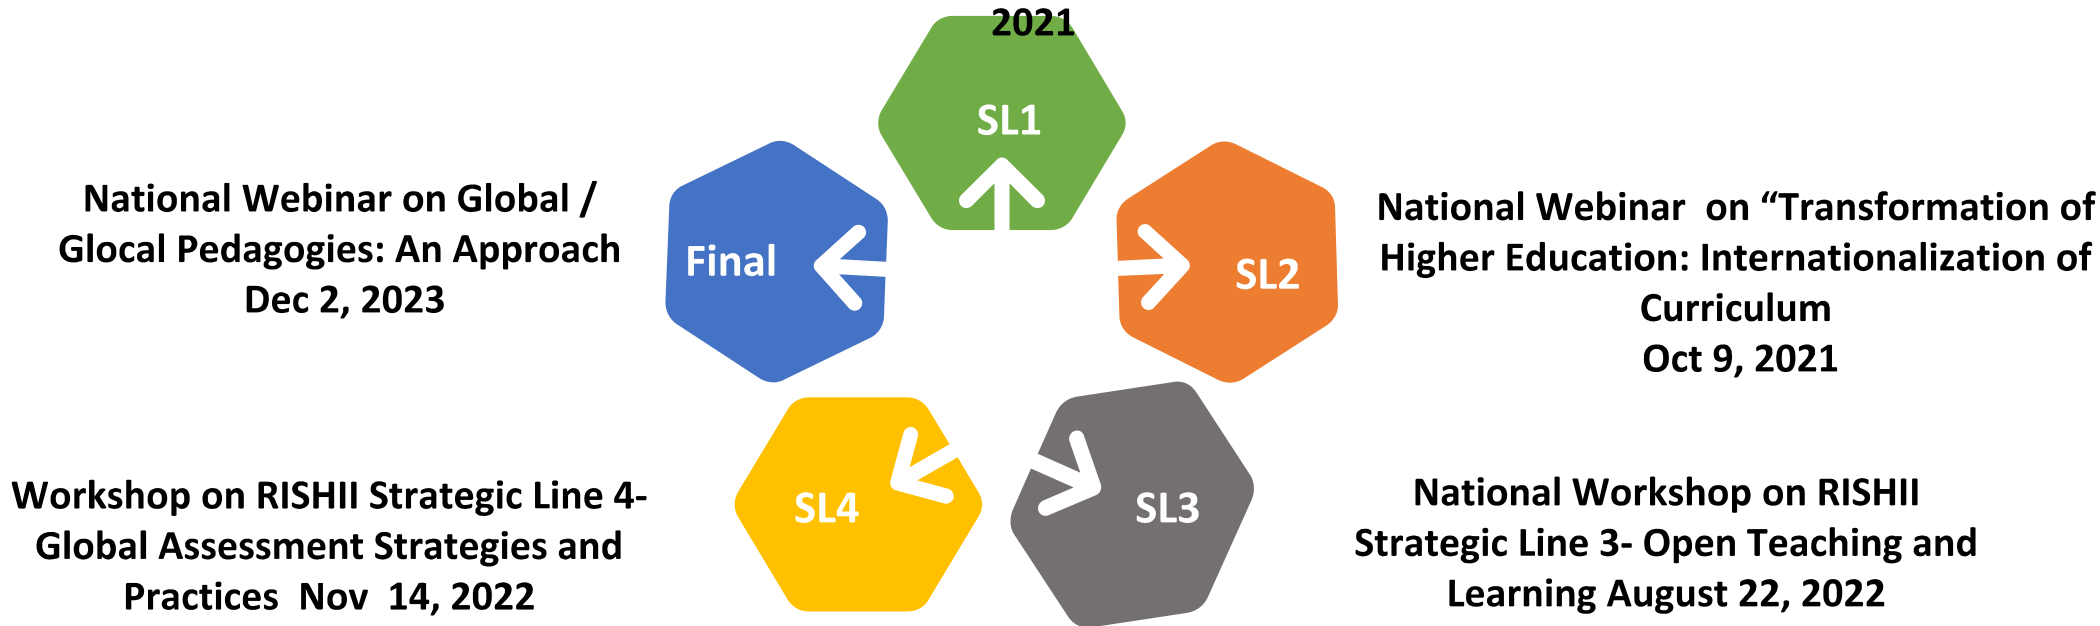 2021
SL1
National Webinar on Global /
Glocal Pedagogies: An Approach
Dec 2, 2023
Final
SL2
National Webinar  on “Transformation of
Higher Education: Internationalization of
Curriculum
Oct 9, 2021
Workshop on RISHII Strategic Line 4-
Global Assessment Strategies and
Practices  Nov  14, 2022
SL4
SL3
National Workshop on RISHII
Strategic Line 3- Open Teaching and
Learning August 22, 2022